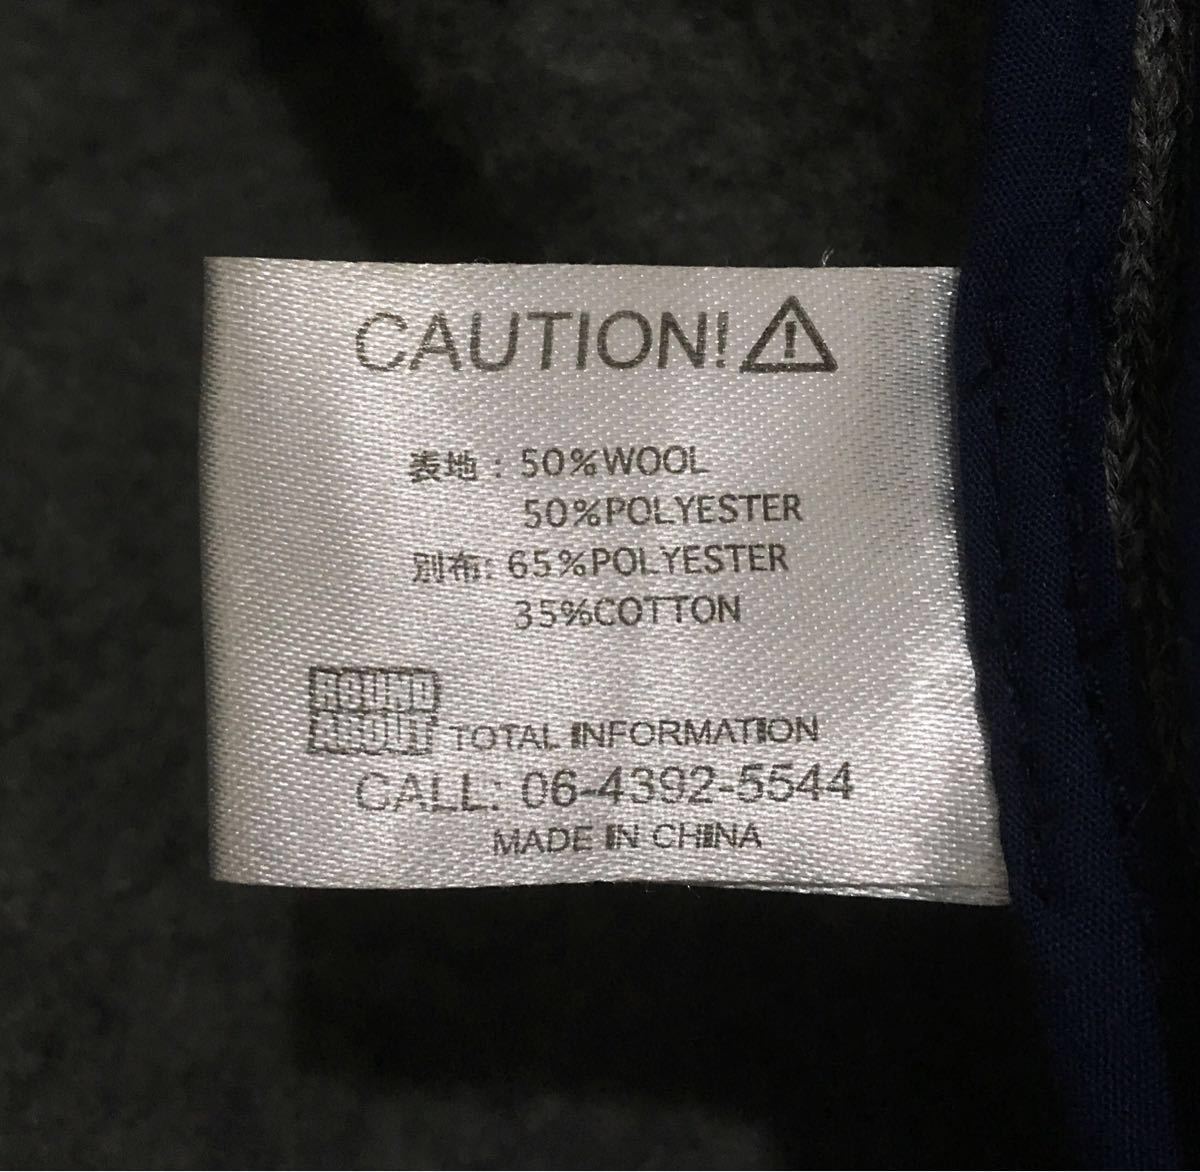 CAUTION!
表地 : 50%WOOL
50%POLYESTER
別布: 65%POLYESTER
35%COTTON
ROUND
ABOUT TOTAL INFORMATION
CALL: 06-4392-5544
MADE IN CHINA